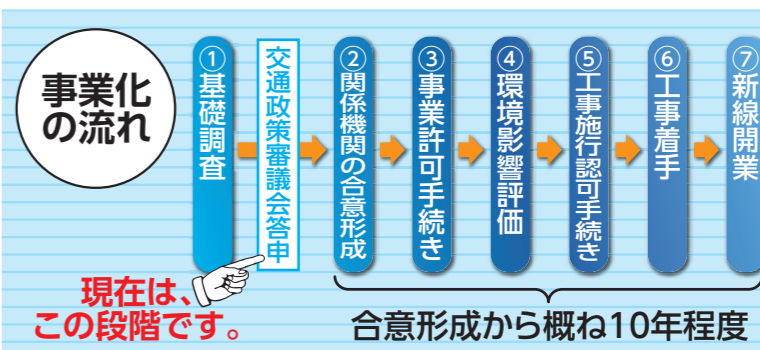 事業化
の流れ
①基礎調査
交通政策審議会答申
②関係機関の合意形成
③事業許可手続き
④環境影響評価
⑤工事施行認可手続き
⑥工事着手
⑦新線開業
現在は、
この段階です。
合意形成から概ね10年程度